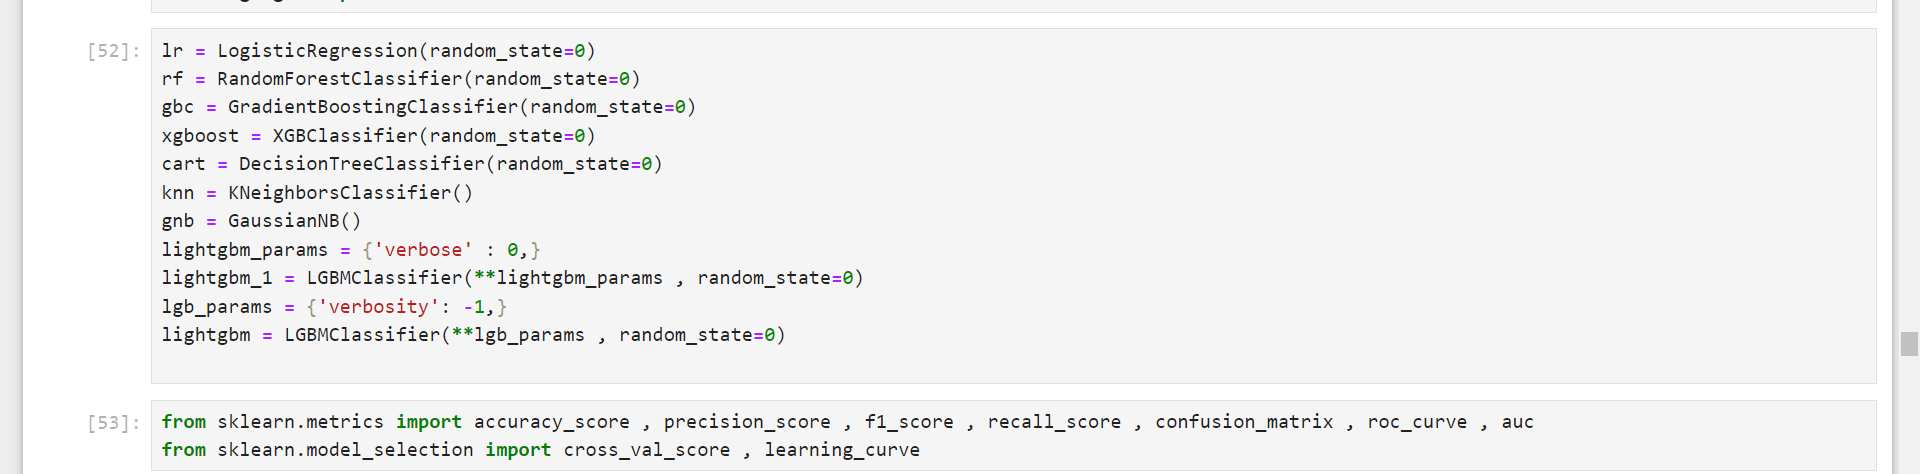 [52]:
lr = LogisticRegression(random_state=0)
rf = RandomForestClassifier(random_state=0)
gbc = GradientBoostingClassifier(random_state=0)
xgboost = XGBClassifier(random_state=0)
cart = DecisionTreeClassifier(random_state=0)
knn = KNeighborsClassifier()
gnb = GaussianNB()
lightgbm_params = {'verbose' : 0,}
lightgbm_1 = LGBMClassifier(**lightgbm_params , random_state=0)
lgb_params = {'verbosity': -1,}
lightgbm = LGBMClassifier(**lgb_params , random_state=0)
[53]:
from sklearn.metrics import accuracy_score , precision_score , f1_score , recall_score , confusion_matrix , roc_curve , auc
from sklearn.model_selection import cross_val_score , learning_curve